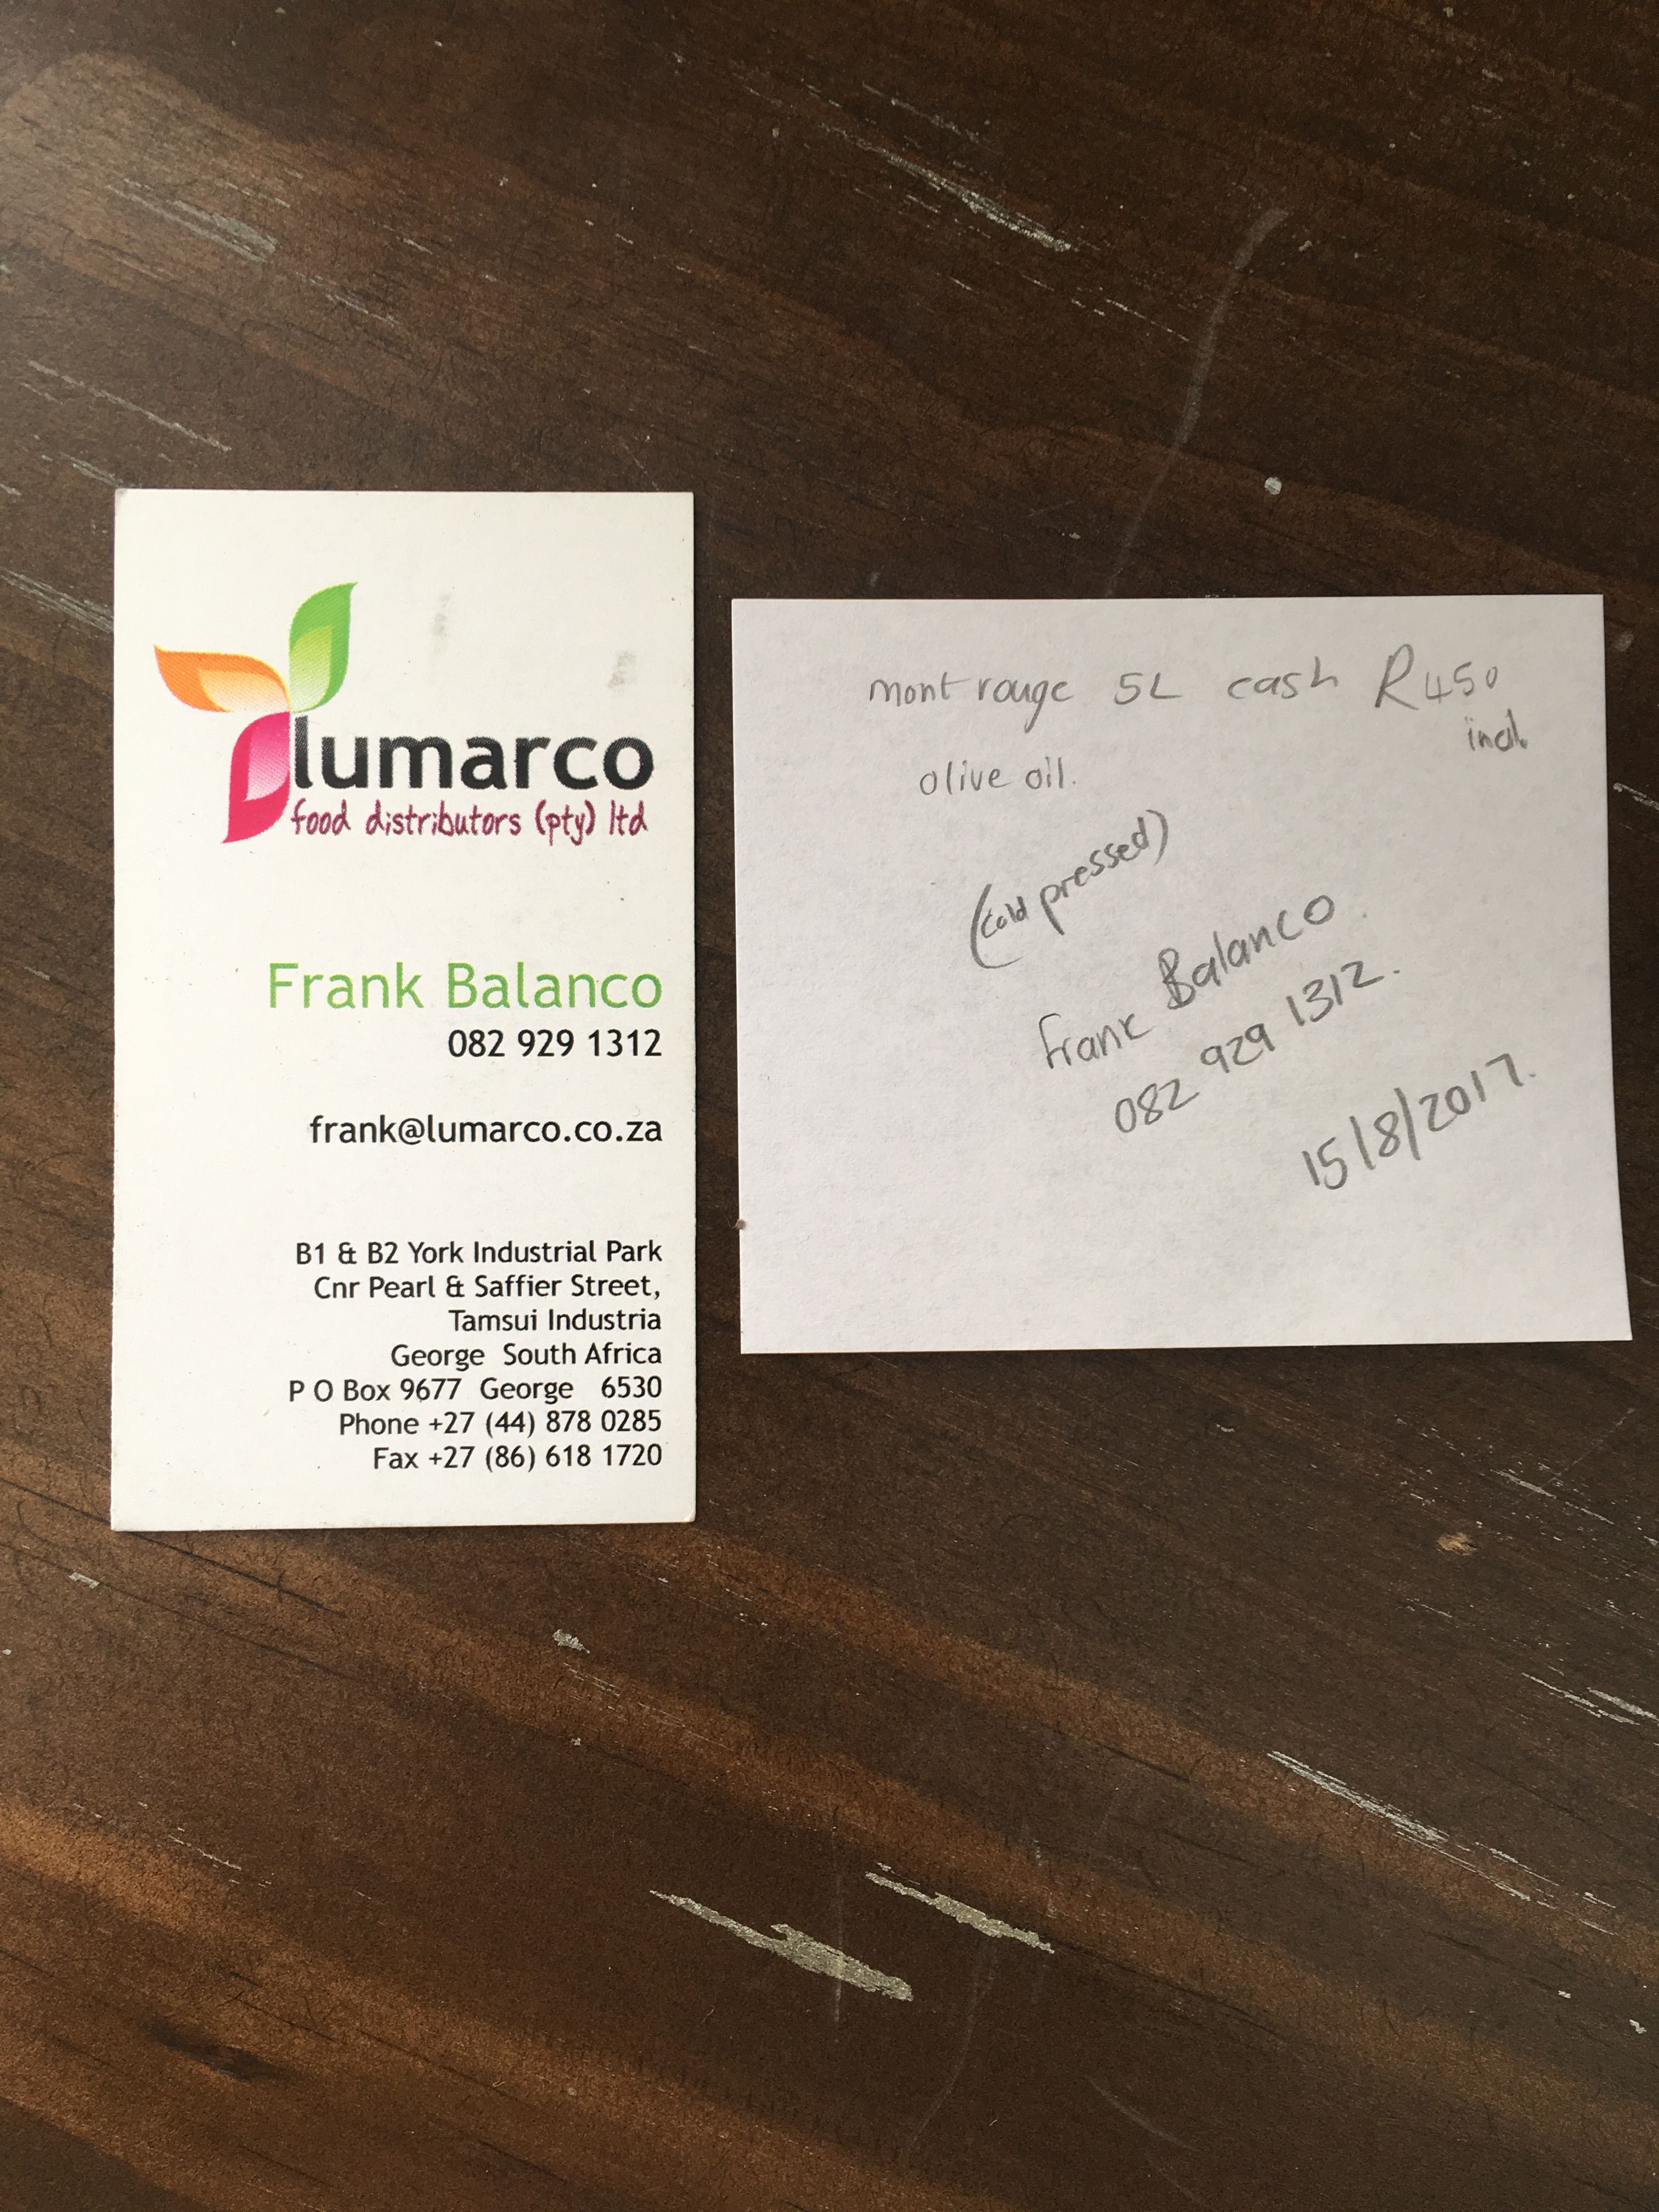 lumarco
food distributors (pty) ltd
Frank Balanco
082 929 1312
frank@lumarco.co.za
B1 & B2 York Industrial Park
Cnr Pearl & Saffier Street,
Tamsui Industria
George South Africa
P O Box 9677 George 6530
Phone +27 (44) 878 0285
Fax +27 (86) 618 1720
mont rouge 5L cash R450
incl.
olive oil.
(cold pressed)
Frank Balanco
082 929 1312.
15/8/2017.